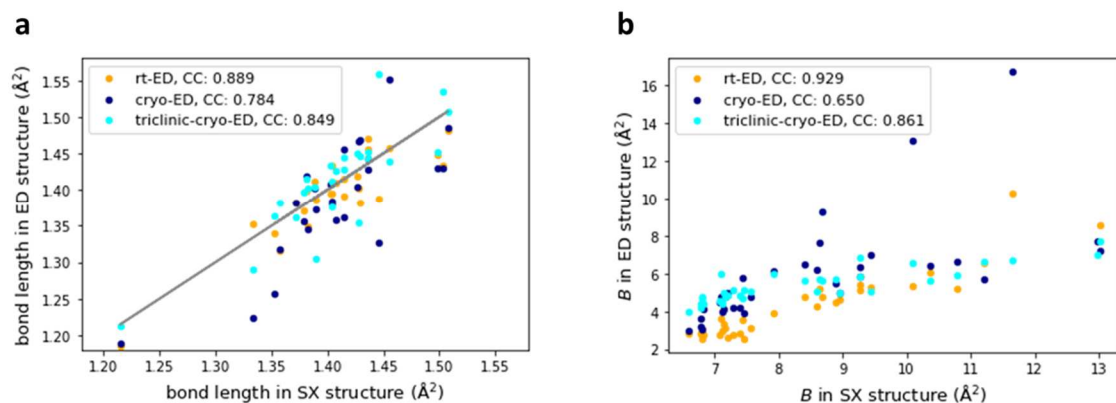 a
bond length in ED structure (Å²)
1.55
1.50
1.45
1.40
1.35
1.30
1.25
1.20
rt-ED, CC: 0.889
cryo-ED, CC: 0.784
triclinic-cryo-ED, CC: 0.849
1.20 1.25 1.30 1.35 1.40 1.45 1.50 1.55
bond length in SX structure (Å²)
b
B in ED structure (Å²)
16
14
12
10
8
6
4
2
rt-ED, CC: 0.929
cryo-ED, CC: 0.650
triclinic-cryo-ED, CC: 0.861
7 8 9 10 11 12 13
B in SX structure (Å²)